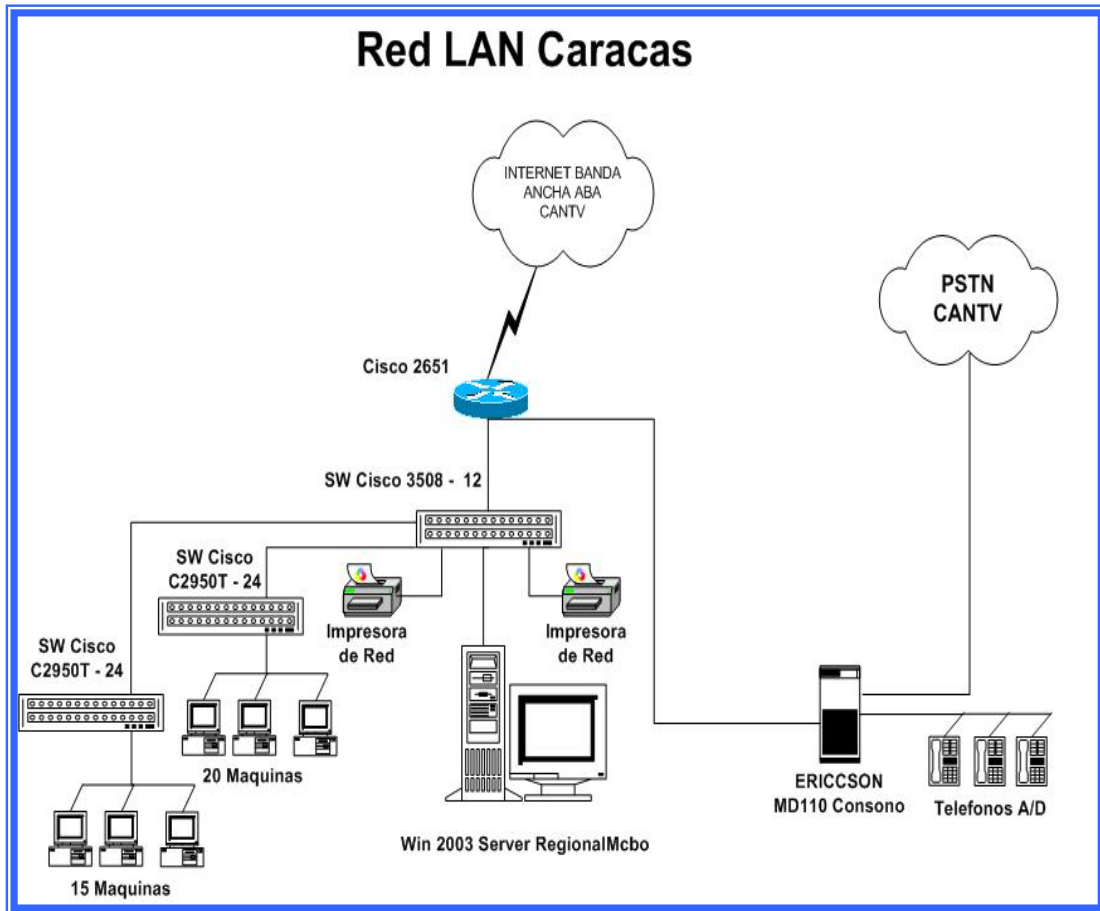 Red LAN Caracas
INTERNET BANDA
ANCHA ABA
CANTV
PSTN
CANTV
Cisco 2651
SW Cisco 3508 - 12
SW Cisco
C2950T - 24
Impresora
de Red
Impresora
de Red
SW Cisco
C2950T - 24
20 Maquinas
ERICCSON
MD110 Consono
Telefonos A/D
Win 2003 Server RegionalMcbo
15 Maquinas